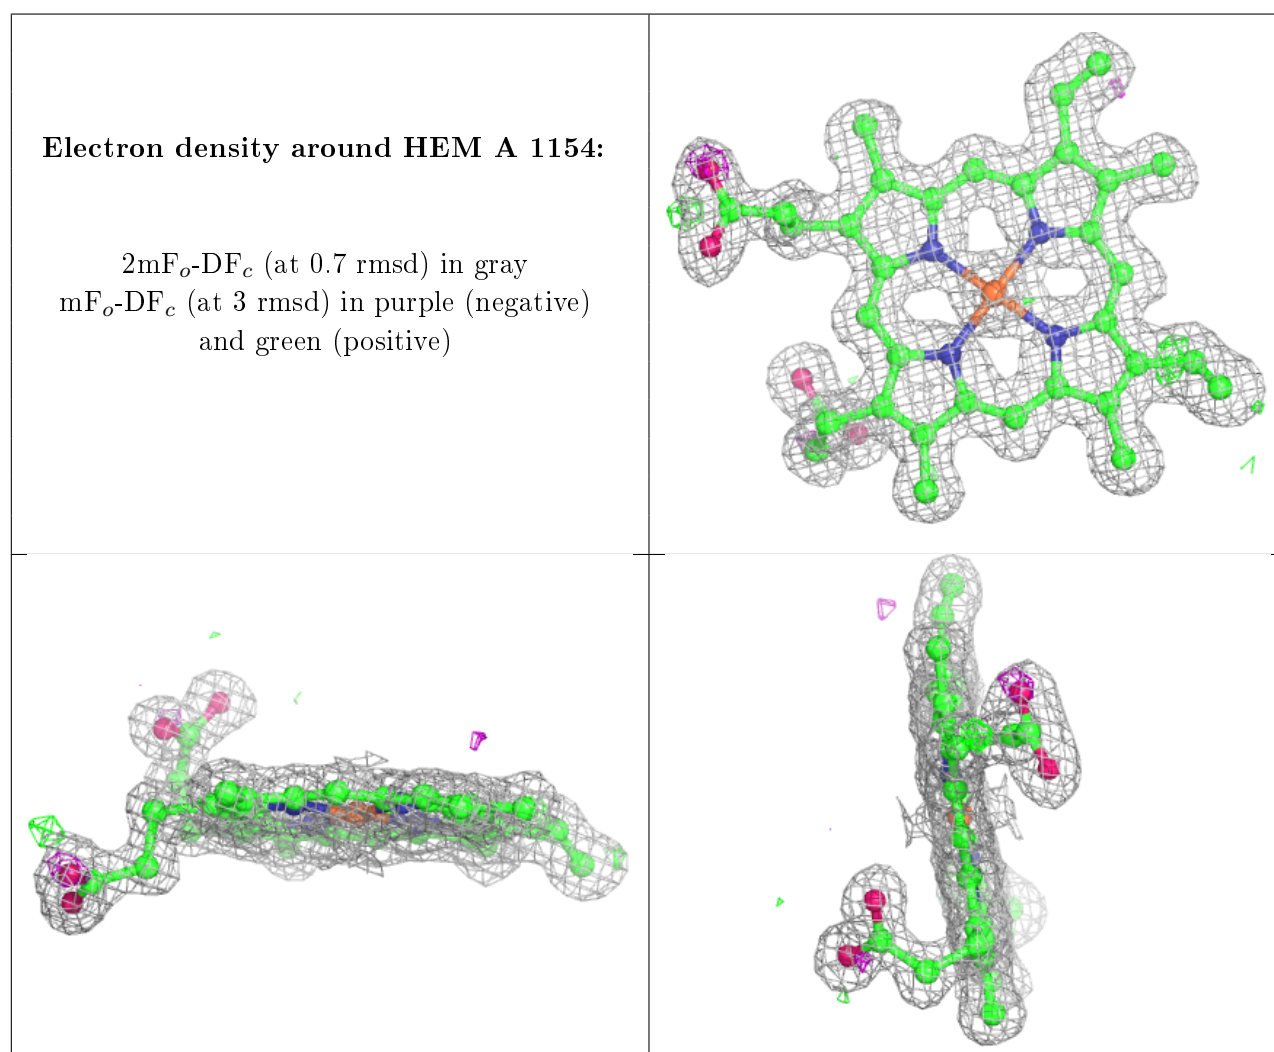 Electron density around HEM A 1154:
2mFₒ-DF𝒸 (at 0.7 rmsd) in gray
mFₒ-DF𝒸 (at 3 rmsd) in purple (negative)
and green (positive)